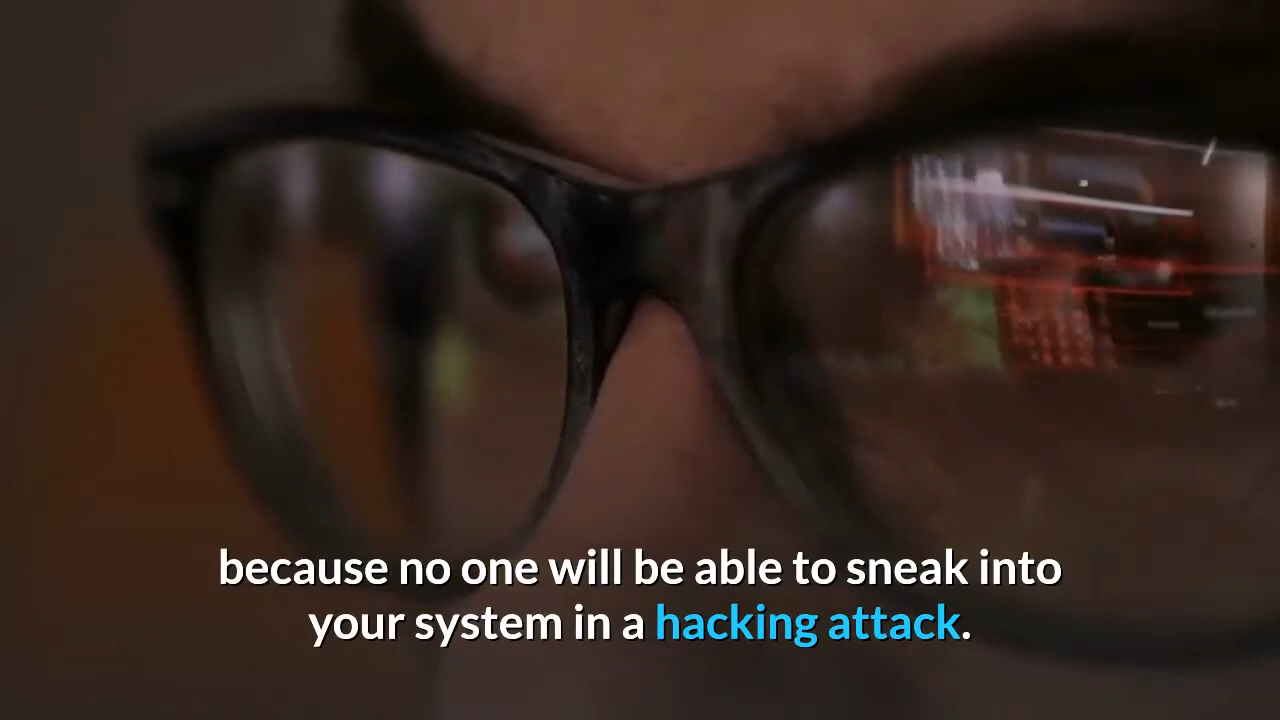 because no one will be able to sneak into
your system in a hacking attack.